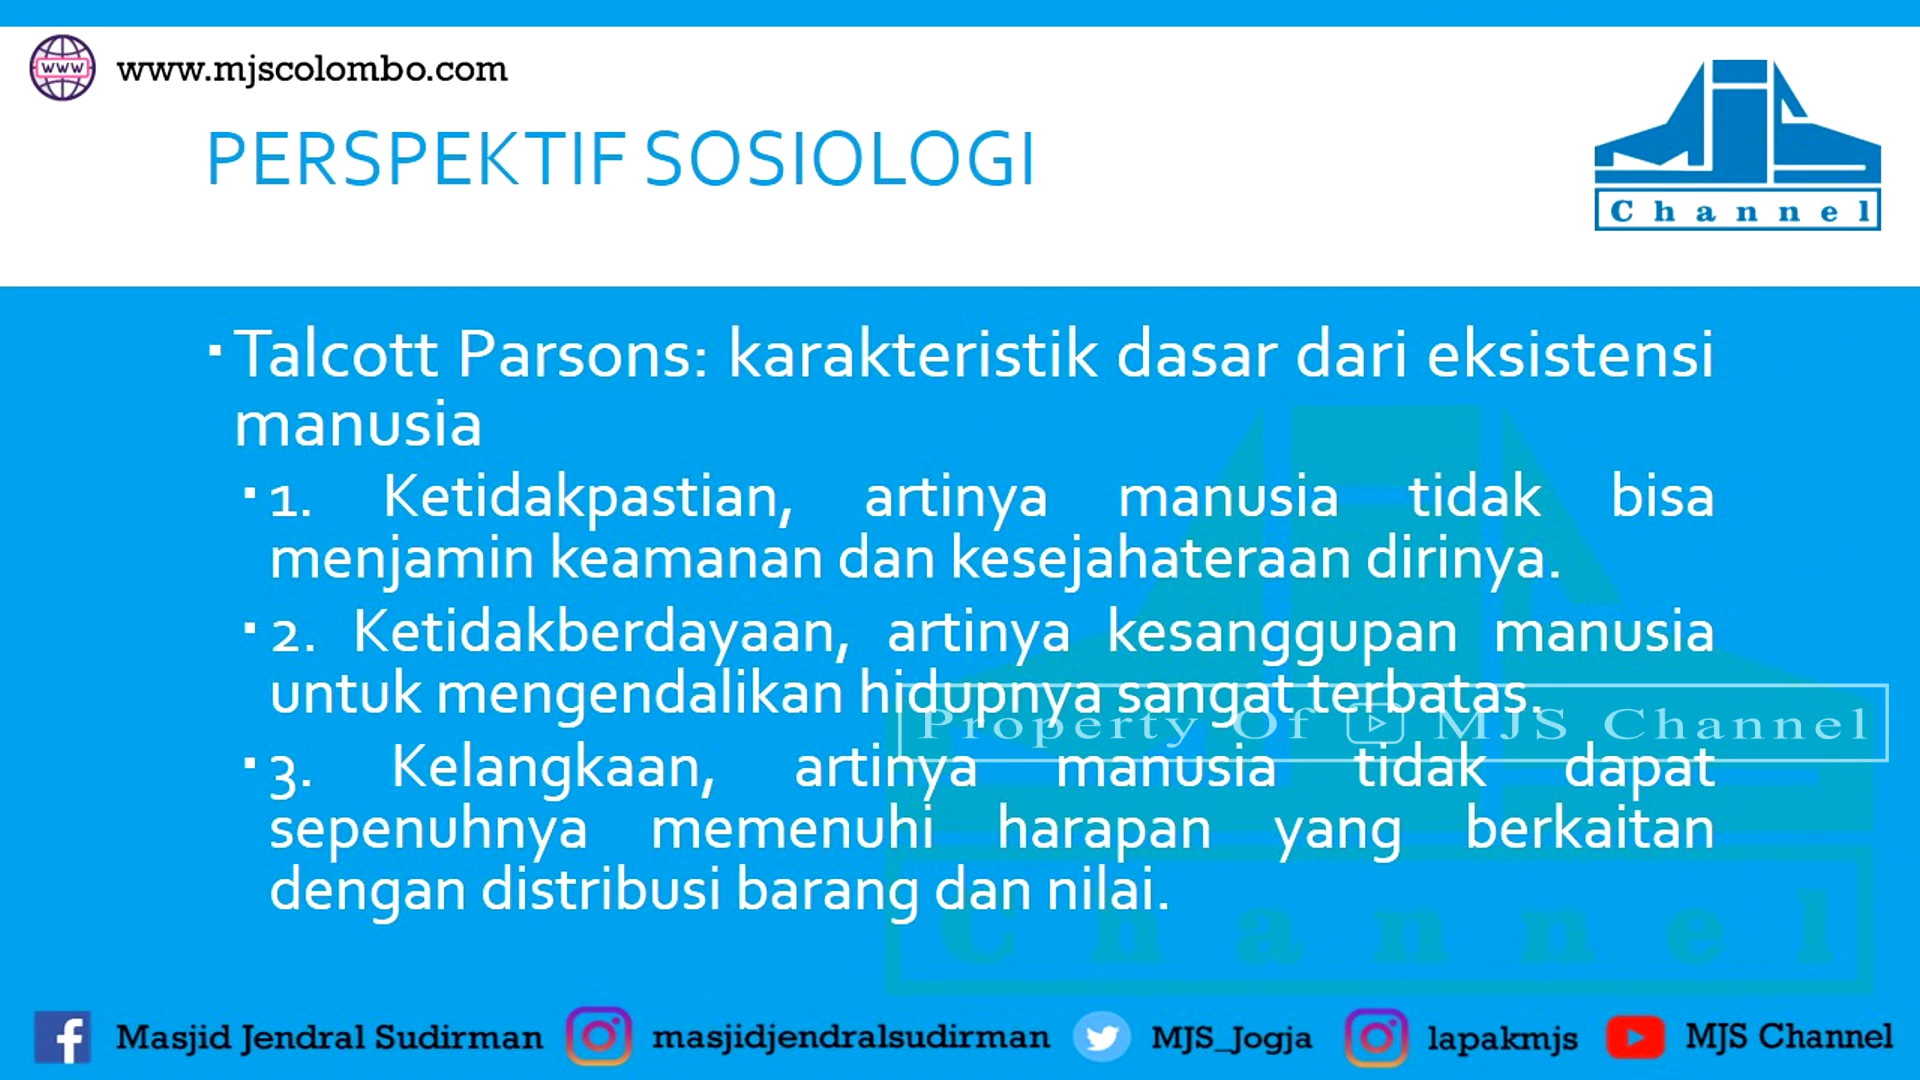 www
www.mjscolombo.com
MJS
Channel
PERSPEKTIF SOSIOLOGI
▪ Talcott Parsons: karakteristik dasar dari eksistensi
manusia
▪ 1. Ketidakpastian, artinya manusia tidak bisa
menjamin keamanan dan kesejahateraan dirinya.
▪ 2. Ketidakberdayaan, artinya kesanggupan manusia
untuk mengendalikan hidupnya sangat terbatas.
Property Of MJS Channel
▪ 3. Kelangkaan, artinya manusia tidak dapat
sepenuhnya memenuhi harapan yang berkaitan
dengan distribusi barang dan nilai.
Channel
Masjid Jendral Sudirman masjidjendralsudirman MJS_Jogja lapakmjs MJS Channel